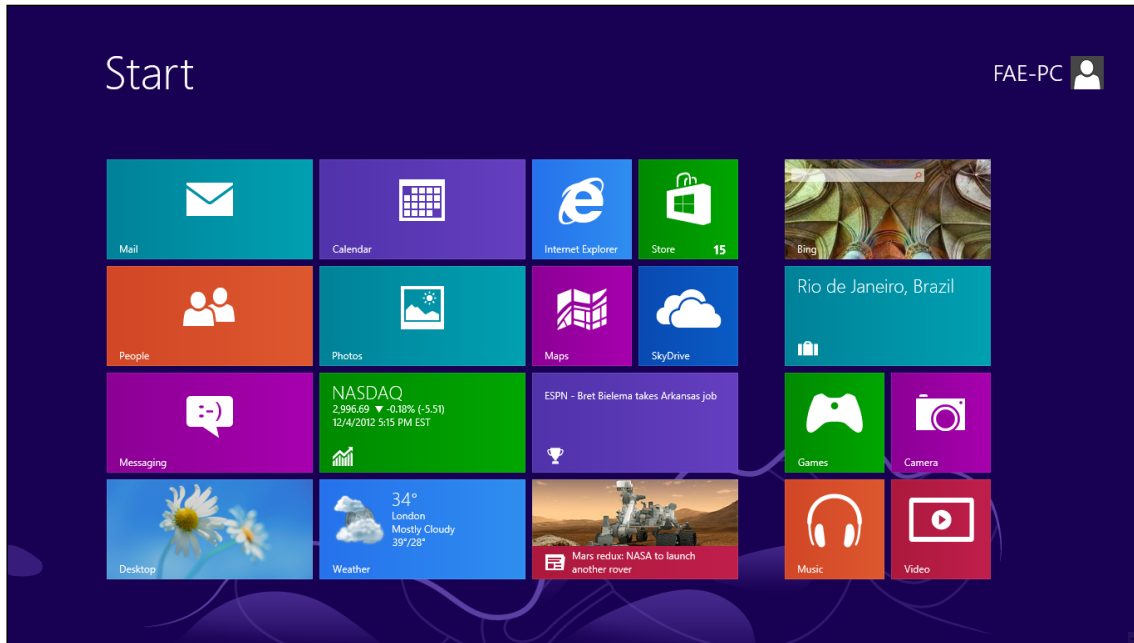 Start
FAE-PC
Mail
Calendar
Internet Explorer
Store 15
Bing
People
Photos
Maps
SkyDrive
Rio de Janeiro, Brazil
Messaging
NASDAQ
2,996.69 ▼ -0.18% (-5.51)
12/4/2012 5:15 PM EST
ESPN - Bret Bielema takes Arkansas job
Games
Camera
Desktop
34°
London
Mostly Cloudy
39°/28°
Weather
Mars redux: NASA to launch
another rover
Music
Video